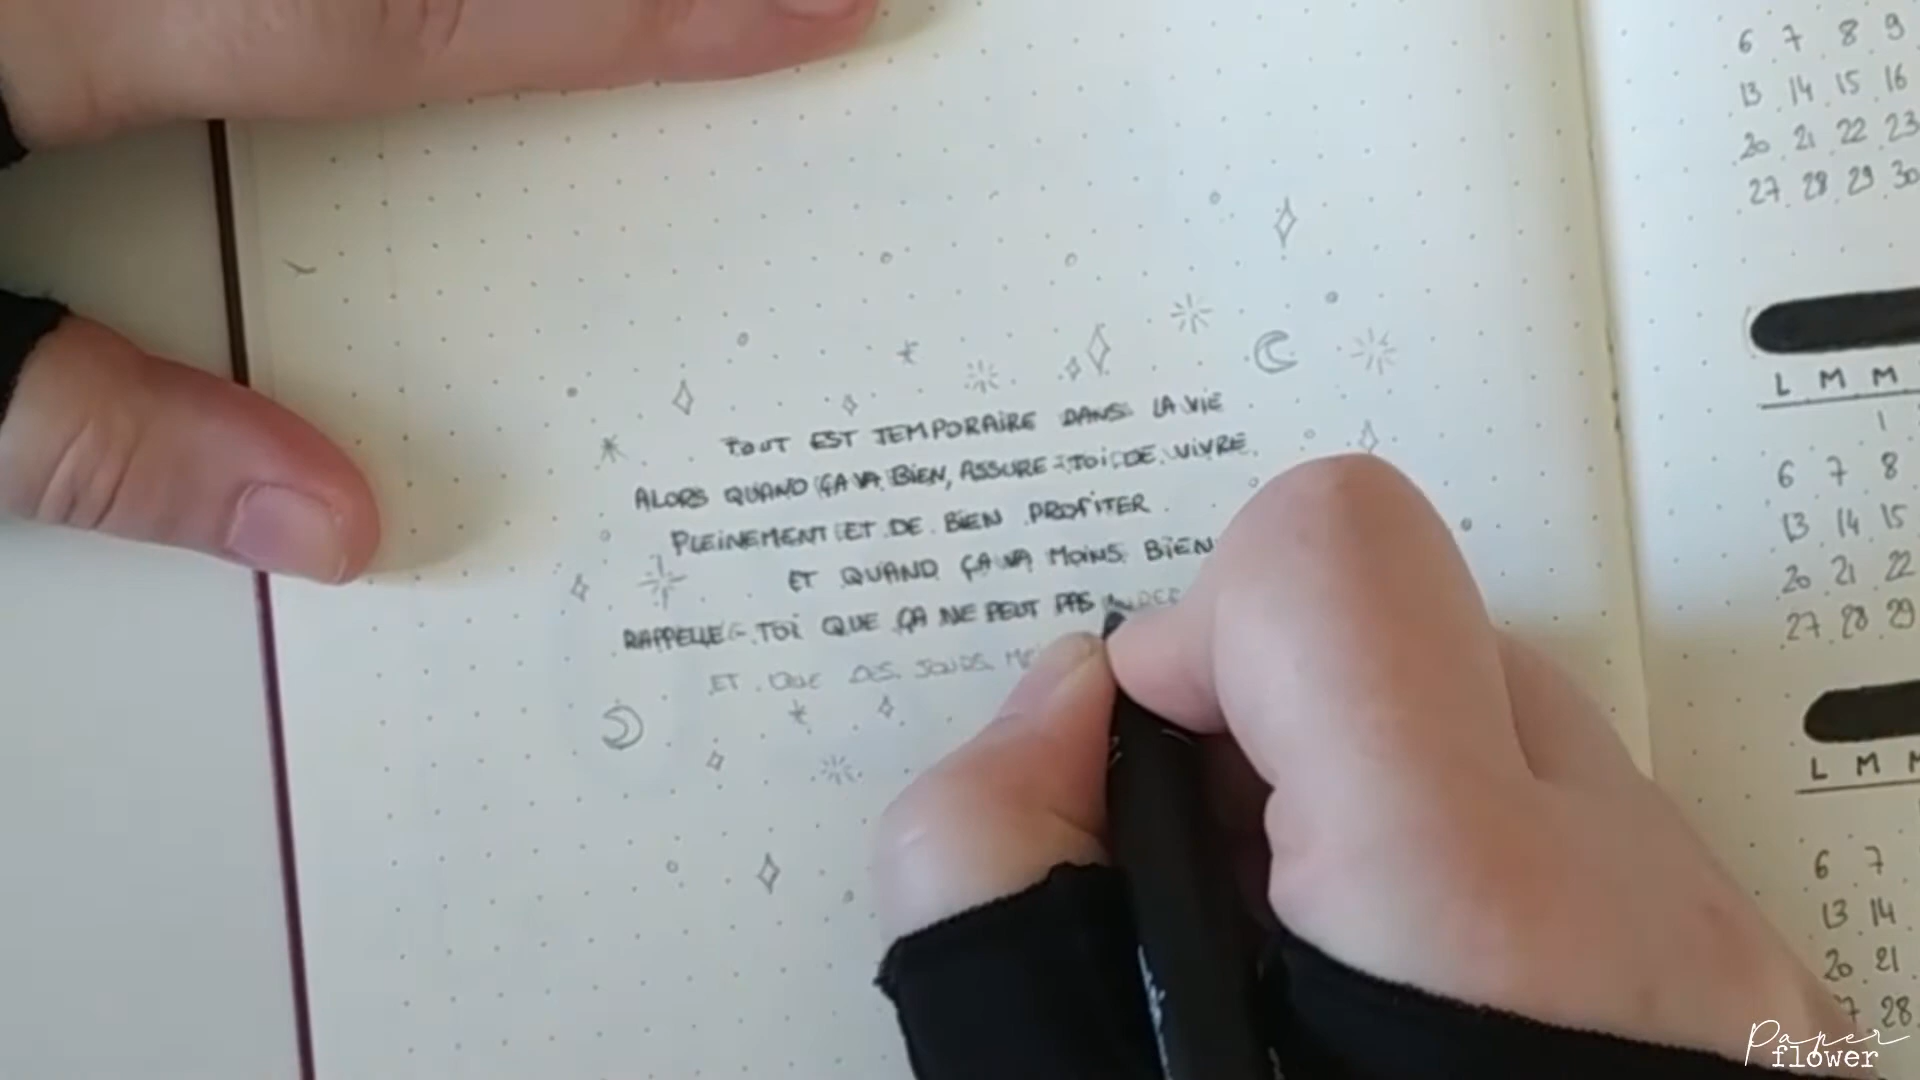 TOUT EST TEMPORAIRE DANS LA VIE
ALORS QUAND ÇA VA BIEN, ASSURE-TOI DE VIVRE
PLEINEMENT ET DE BIEN PROFITER
ET QUAND ÇA VA MOINS BIEN
RAPPELLE-TOI QUE ÇA NE PEUT PAS
ET QUE DES JOURS
6 7 8 9
13 14 15 16
20 21 22 23
27 28 29 30
L M M
1
6 7 8
13 14 15
20 21 22
27 28 29
L M
6 7
13 14
20 21
28
Paper
flower